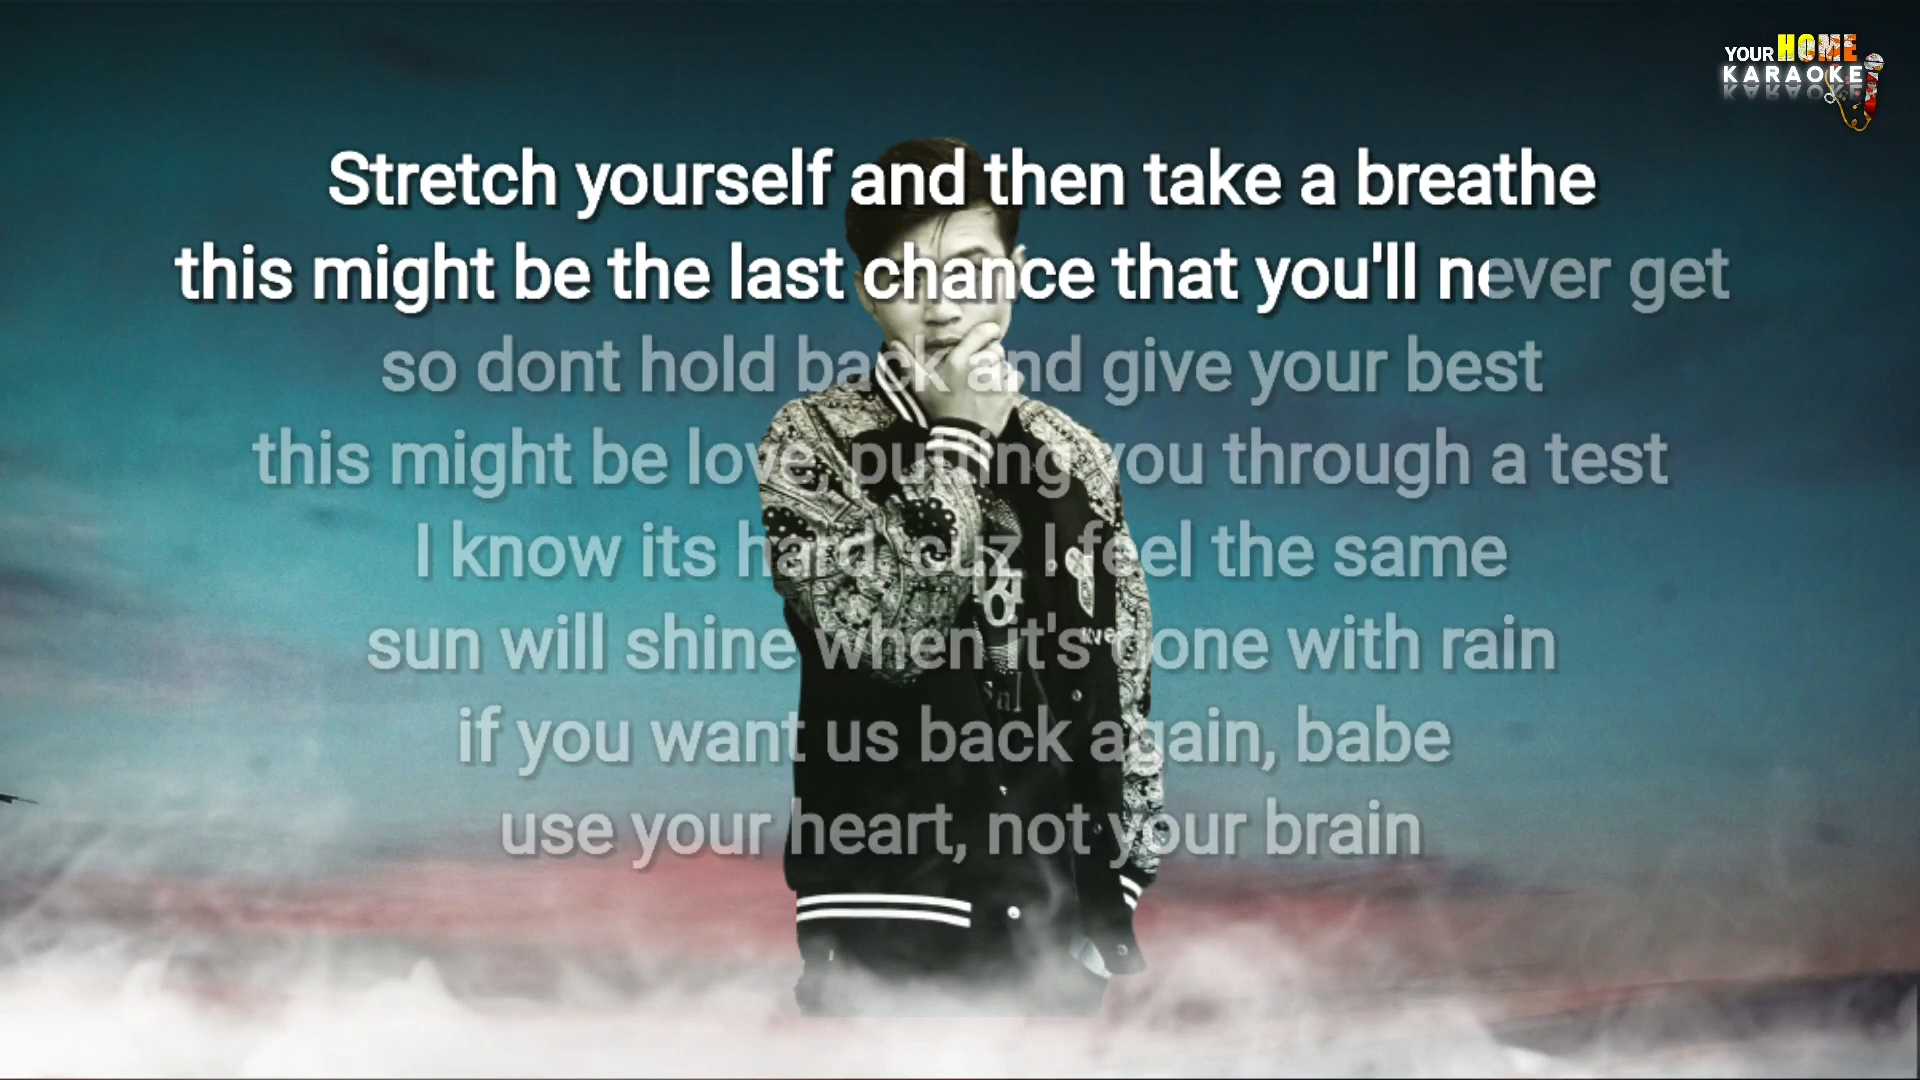 YOUR HOME
KARAOKE
Stretch yourself and then take a breathe
this might be the last chance that you'll never get
so dont hold back and give your best
this might be love, putting you through a test
I know its hard, cuz I feel the same
sun will shine when it's done with rain
if you want us back again, babe
use your heart, not your brain